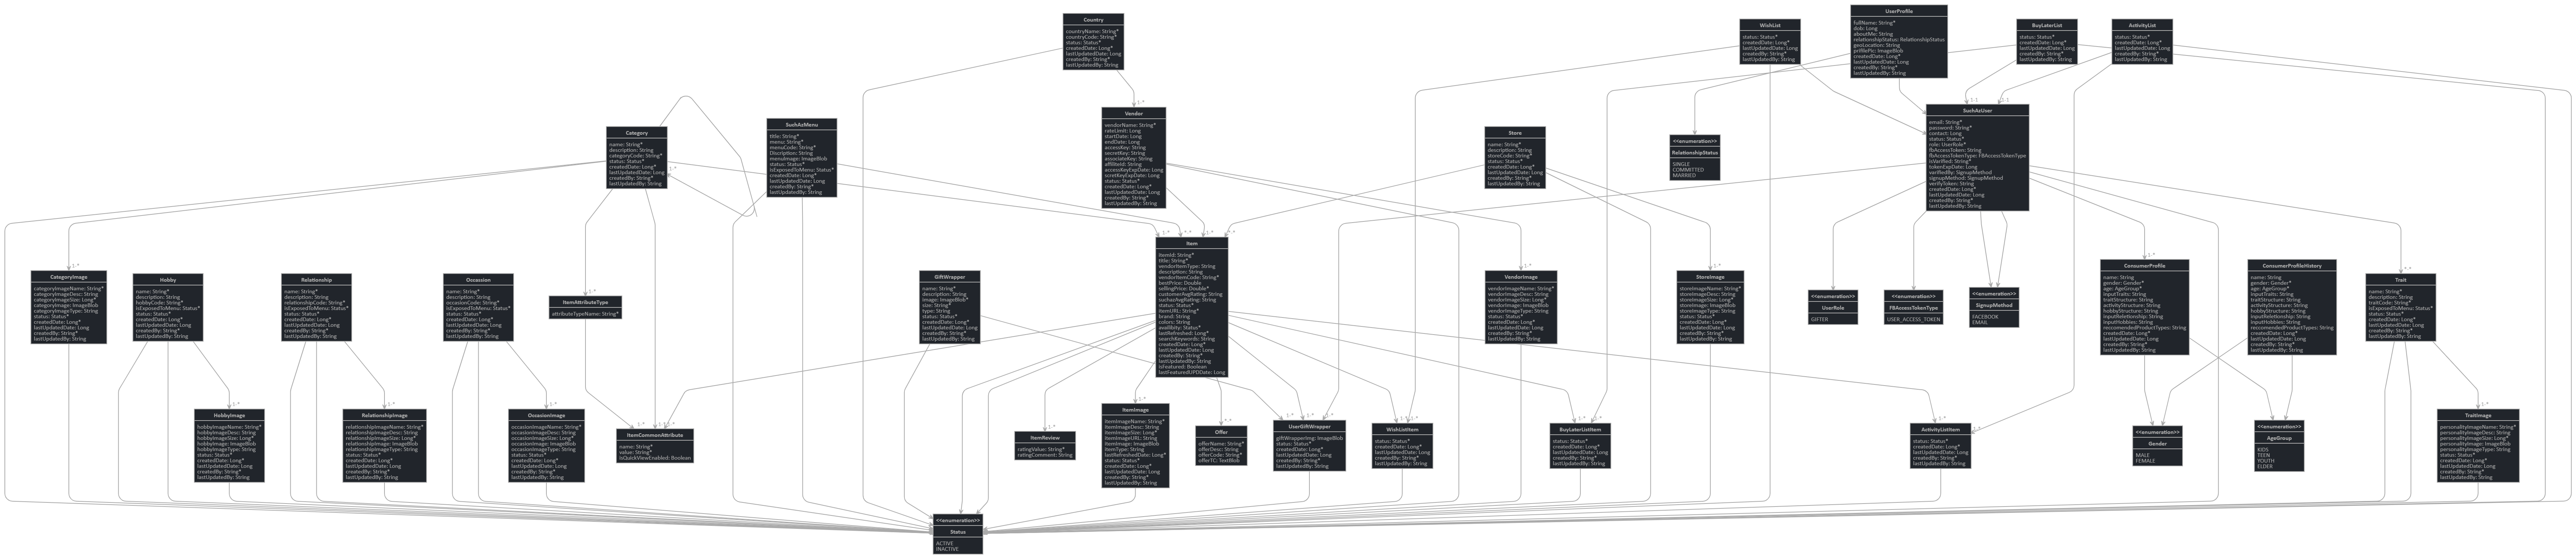 Country
countryName: String*
countryCode: String*
status: Status*
createdDate: Long*
lastUpdatedDate: Long
createdBy: String*
lastUpdatedBy: String
WishList
status: Status*
createdDate: Long*
lastUpdatedDate: Long
createdBy: String*
lastUpdatedBy: String
UserProfile
fullName: String*
dob: Long
aboutMe: String
relationshipStatus: RelationshipStatus
geoLocation: String
prifilePic: ImageBlob
createdDate: Long*
lastUpdatedDate: Long
createdBy: String*
lastUpdatedBy: String
BuyLaterList
status: Status*
createdDate: Long*
lastUpdatedDate: Long
createdBy: String*
lastUpdatedBy: String
ActivityList
status: Status*
createdDate: Long*
lastUpdatedDate: Long
createdBy: String*
lastUpdatedBy: String
Category
name: String*
description: String
categoryCode: String*
status: Status*
createdDate: Long*
lastUpdatedDate: Long
createdBy: String*
lastUpdatedBy: String
SuchAzMenu
title: String*
menu: String*
menuCode: String*
Discription: String
menuImage: ImageBlob
status: Status*
isExposedToMenu: Status*
createdDate: Long*
lastUpdatedDate: Long
createdBy: String*
lastUpdatedBy: String
Vendor
vendorName: String*
rateLimit: Long
startDate: Long
endDate: Long
accessKey: String
secretKey: String
associateKey: String
affiliteId: String
accessKeyExpDate: Long
scretKeyExpDate: Long
status: Status*
createdDate: Long*
lastUpdatedDate: Long
createdBy: String*
lastUpdatedBy: String
Store
name: String*
description: String
storeCode: String*
status: Status*
createdDate: Long*
lastUpdatedDate: Long
createdBy: String*
lastUpdatedBy: String
<<enumeration>>
RelationshipStatus
SINGLE
COMMITTED
MARRIED
SuchAzUser
email: String*
password: String*
contact: Long
status: Status*
role: UserRole*
fbAccessToken: String
fbAccessTokenType: FBAccessTokenType
isVerified: String*
tokenExpDate: Long
varifiedBy: SignupMethod
signupMethod: SignupMethod
verifyToken: String
createdDate: Long*
lastUpdatedDate: Long
createdBy: String*
lastUpdatedBy: String
CategoryImage
categoryImageName: String*
categoryImageDesc: String
categoryImageSize: Long*
categoryImage: ImageBlob
categoryImageType: String
status: Status*
createdDate: Long*
lastUpdatedDate: Long
createdBy: String*
lastUpdatedBy: String
Hobby
name: String*
description: String
hobbyCode: String*
isExposedToMenu: Status*
status: Status*
createdDate: Long*
lastUpdatedDate: Long
createdBy: String*
lastUpdatedBy: String
Relationship
name: String*
description: String
relationshipCode: String*
isExposedToMenu: Status*
status: Status*
createdDate: Long*
lastUpdatedDate: Long
createdBy: String*
lastUpdatedBy: String
Occassion
name: String*
description: String
occasionCode: String*
isExposedToMenu: Status*
status: Status*
createdDate: Long*
lastUpdatedDate: Long
createdBy: String*
lastUpdatedBy: String
ItemAttributeType
attributeTypeName: String*
GiftWrapper
name: String*
description: String
image: ImageBlob*
size: String*
type: String
status: Status*
createdDate: Long*
lastUpdatedDate: Long
createdBy: String*
lastUpdatedBy: String
Item
itemId: String*
title: String*
vendorItemType: String
description: String
vendorItemCode: String*
bestPrice: Double
sellingPrice: Double*
customerAvgRating: String
suchazAvgRating: String
status: Status*
itemURL: String*
brand: String
colors: String
availbilty: Status*
lastRefreshed: Long*
searchKeywords: String
createdDate: Long*
lastUpdatedDate: Long
createdBy: String*
lastUpdatedBy: String
isFeatured: Boolean
lastFeaturedUPDDate: Long
VendorImage
vendorImageName: String*
vendorImageDesc: String
vendorImageSize: Long*
vendorImage: ImageBlob
vendorImageType: String
status: Status*
createdDate: Long*
lastUpdatedDate: Long
createdBy: String*
lastUpdatedBy: String
StoreImage
storeImageName: String*
storeImageDesc: String
storeImageSize: Long*
storeImage: ImageBlob
storeImageType: String
status: Status*
createdDate: Long*
lastUpdatedDate: Long
createdBy: String*
lastUpdatedBy: String
<<enumeration>>
UserRole
GIFTER
<<enumeration>>
FBAccessTokenType
USER_ACCESS_TOKEN
<<enumeration>>
SignupMethod
FACEBOOK
EMAIL
ConsumerProfile
name: String
gender: Gender*
age: AgeGroup*
inputTraits: String
traitStructure: String
activityStructure: String
hobbyStructure: String
inputRelationship: String
inputHobbies: String
reccomendedProductTypes: String
createdDate: Long*
lastUpdatedDate: Long
createdBy: String*
lastUpdatedBy: String
ConsumerProfileHistory
name: String
gender: Gender*
age: AgeGroup*
inputTraits: String
traitStructure: String
activityStructure: String
hobbyStructure: String
inputRelationship: String
inputHobbies: String
reccomendedProductTypes: String
createdDate: Long*
lastUpdatedDate: Long
createdBy: String*
lastUpdatedBy: String
Trait
name: String*
description: String
traitCode: String*
isExposedToMenu: Status*
status: Status*
createdDate: Long*
lastUpdatedDate: Long
createdBy: String*
lastUpdatedBy: String
HobbyImage
hobbyImageName: String*
hobbyImageDesc: String
hobbyImageSize: Long*
hobbyImage: ImageBlob
hobbyImageType: String
status: Status*
createdDate: Long*
lastUpdatedDate: Long
createdBy: String*
lastUpdatedBy: String
RelationshipImage
relationshipImageName: String*
relationshipImageDesc: String
relationshipImageSize: Long*
relationshipImage: ImageBlob
relationshipImageType: String
status: Status*
createdDate: Long*
lastUpdatedDate: Long
createdBy: String*
lastUpdatedBy: String
OccasionImage
occasionImageName: String*
occasionImageDesc: String
occasionImageSize: Long*
occasionImage: ImageBlob
occasionImageType: String
status: Status*
createdDate: Long*
lastUpdatedDate: Long
createdBy: String*
lastUpdatedBy: String
ItemCommonAttribute
name: String*
value: String*
isQuickViewEnabled: Boolean
ItemReview
ratingValue: String*
ratingComment: String
ItemImage
itemImageName: String*
itemImageDesc: String
itemImageSize: Long*
itemImageURL: String
itemImage: ImageBlob
itemType: String
lastRefreshedDate: Long*
status: Status*
createdDate: Long*
lastUpdatedDate: Long
createdBy: String*
lastUpdatedBy: String
Offer
offerName: String*
offerDesc: String
offerCode: String*
offerTC: TextBlob
UserGiftWrapper
giftWrapperImg: ImageBlob
status: Status*
createdDate: Long*
lastUpdatedDate: Long
createdBy: String*
lastUpdatedBy: String
WishListItem
status: Status*
createdDate: Long*
lastUpdatedDate: Long
createdBy: String*
lastUpdatedBy: String
BuyLaterListItem
status: Status*
createdDate: Long*
lastUpdatedDate: Long
createdBy: String*
lastUpdatedBy: String
ActivityListItem
status: Status*
createdDate: Long*
lastUpdatedDate: Long
createdBy: String*
lastUpdatedBy: String
<<enumeration>>
Gender
MALE
FEMALE
<<enumeration>>
AgeGroup
KIDS
TEEN
YOUTH
ELDER
TraitImage
personalityImageName: String*
personalityImageDesc: String
personalityImageSize: Long*
personalityImage: ImageBlob
personalityImageType: String
status: Status*
createdDate: Long*
lastUpdatedDate: Long
createdBy: String*
lastUpdatedBy: String
<<enumeration>>
Status
ACTIVE
INACTIVE